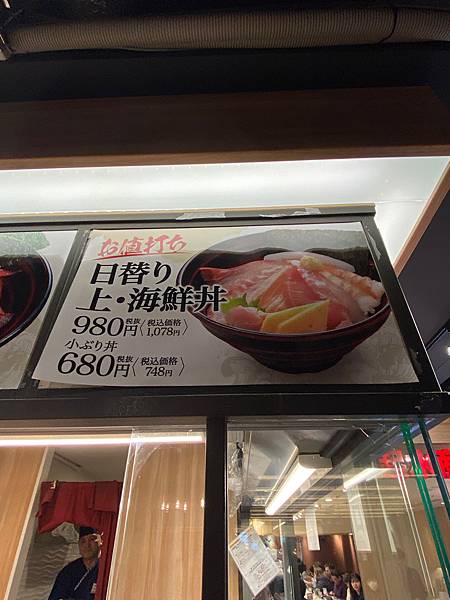 お値打ち
日替り
上・海鮮丼
980円税抜〈税込価格1,078円〉
小ぶり丼
680円税抜〈税込価格748円〉